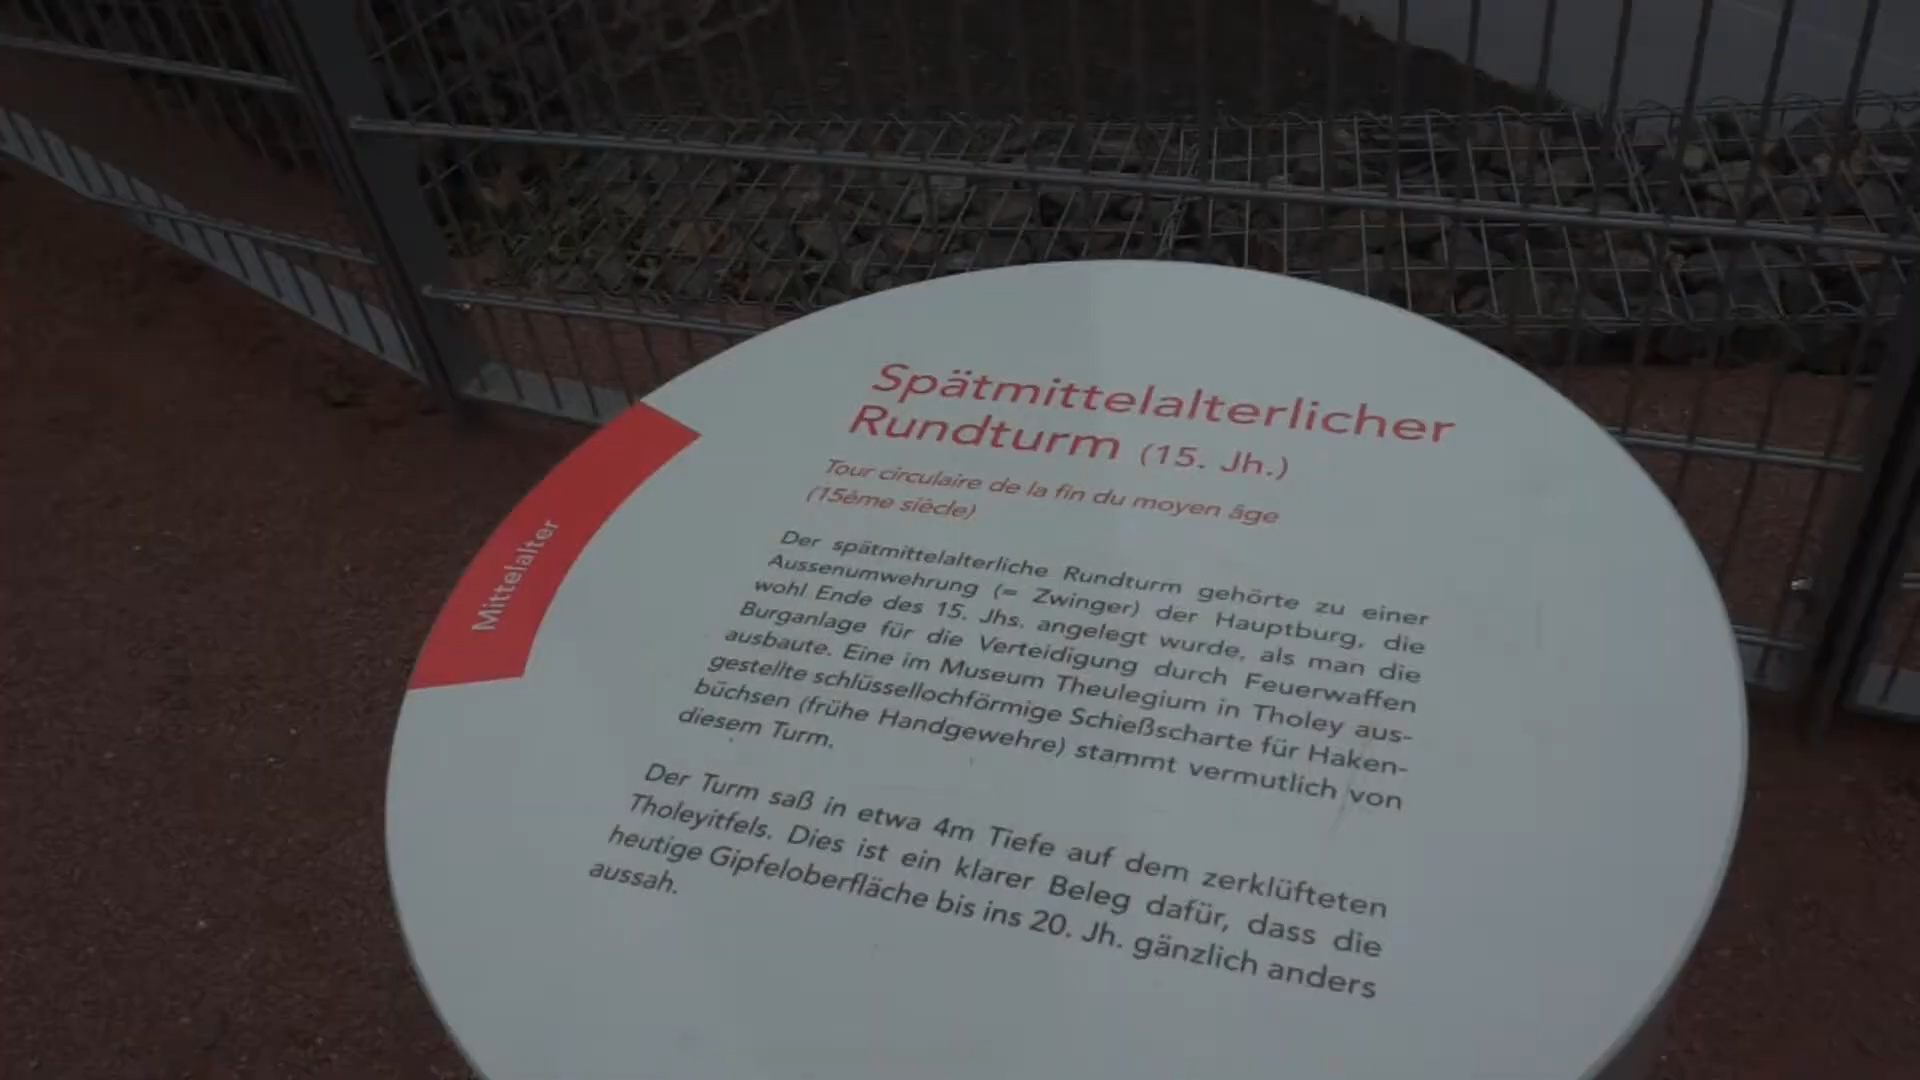 Spätmittelalterlicher
Rundturm (15. Jh.)
Tour circulaire de la fin du moyen âge
(15ème siècle)
Mittelalter
Der spätmittelalterliche Rundturm gehörte zu einer
Aussenumwehrung (= Zwinger) der Hauptburg, die
wohl Ende des 15. Jhs. angelegt wurde, als man die
Burganlage für die Verteidigung durch Feuerwaffen
ausbaute. Eine im Museum Theulegium in Tholey aus-
gestellte schlüssellochförmige Schießscharte für Haken-
büchsen (frühe Handgewehre) stammt vermutlich von
diesem Turm.
Der Turm saß in etwa 4m Tiefe auf dem zerklüfteten
Tholeyitfels. Dies ist ein klarer Beleg dafür, dass die
heutige Gipfeloberfläche bis ins 20. Jh. gänzlich anders
aussah.